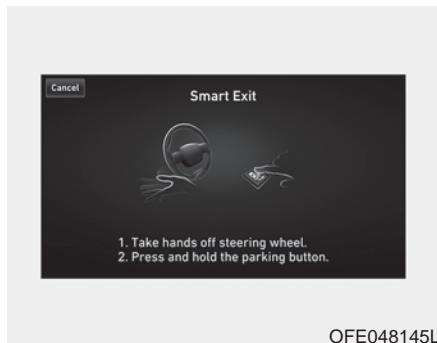 Cancel
Smart Exit
1. Take hands off steering wheel.
2. Press and hold the parking button.
OFE048145L